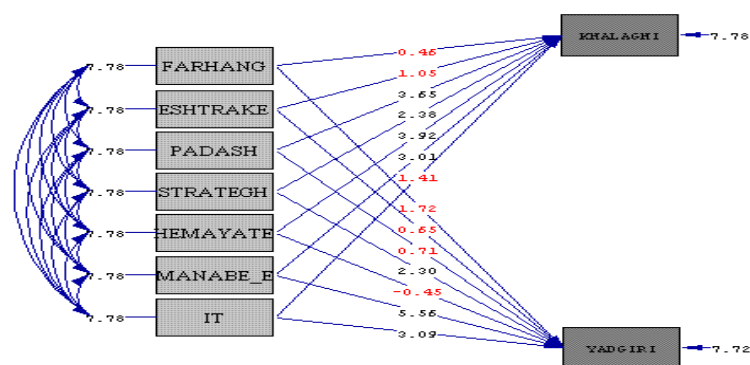 KHALAGHI
7.78
7.78
FARHANG
0.46
7.78
ESHTRAKE
1.05
7.78
PADASH
3.65
7.78
STRATEGH
2.38
7.78
HEMAYATE
3.92
7.78
MANABE_E
3.01
7.78
IT
1.41
1.72
0.65
0.71
2.30
-0.45
5.56
3.09
YADGIRI
7.72